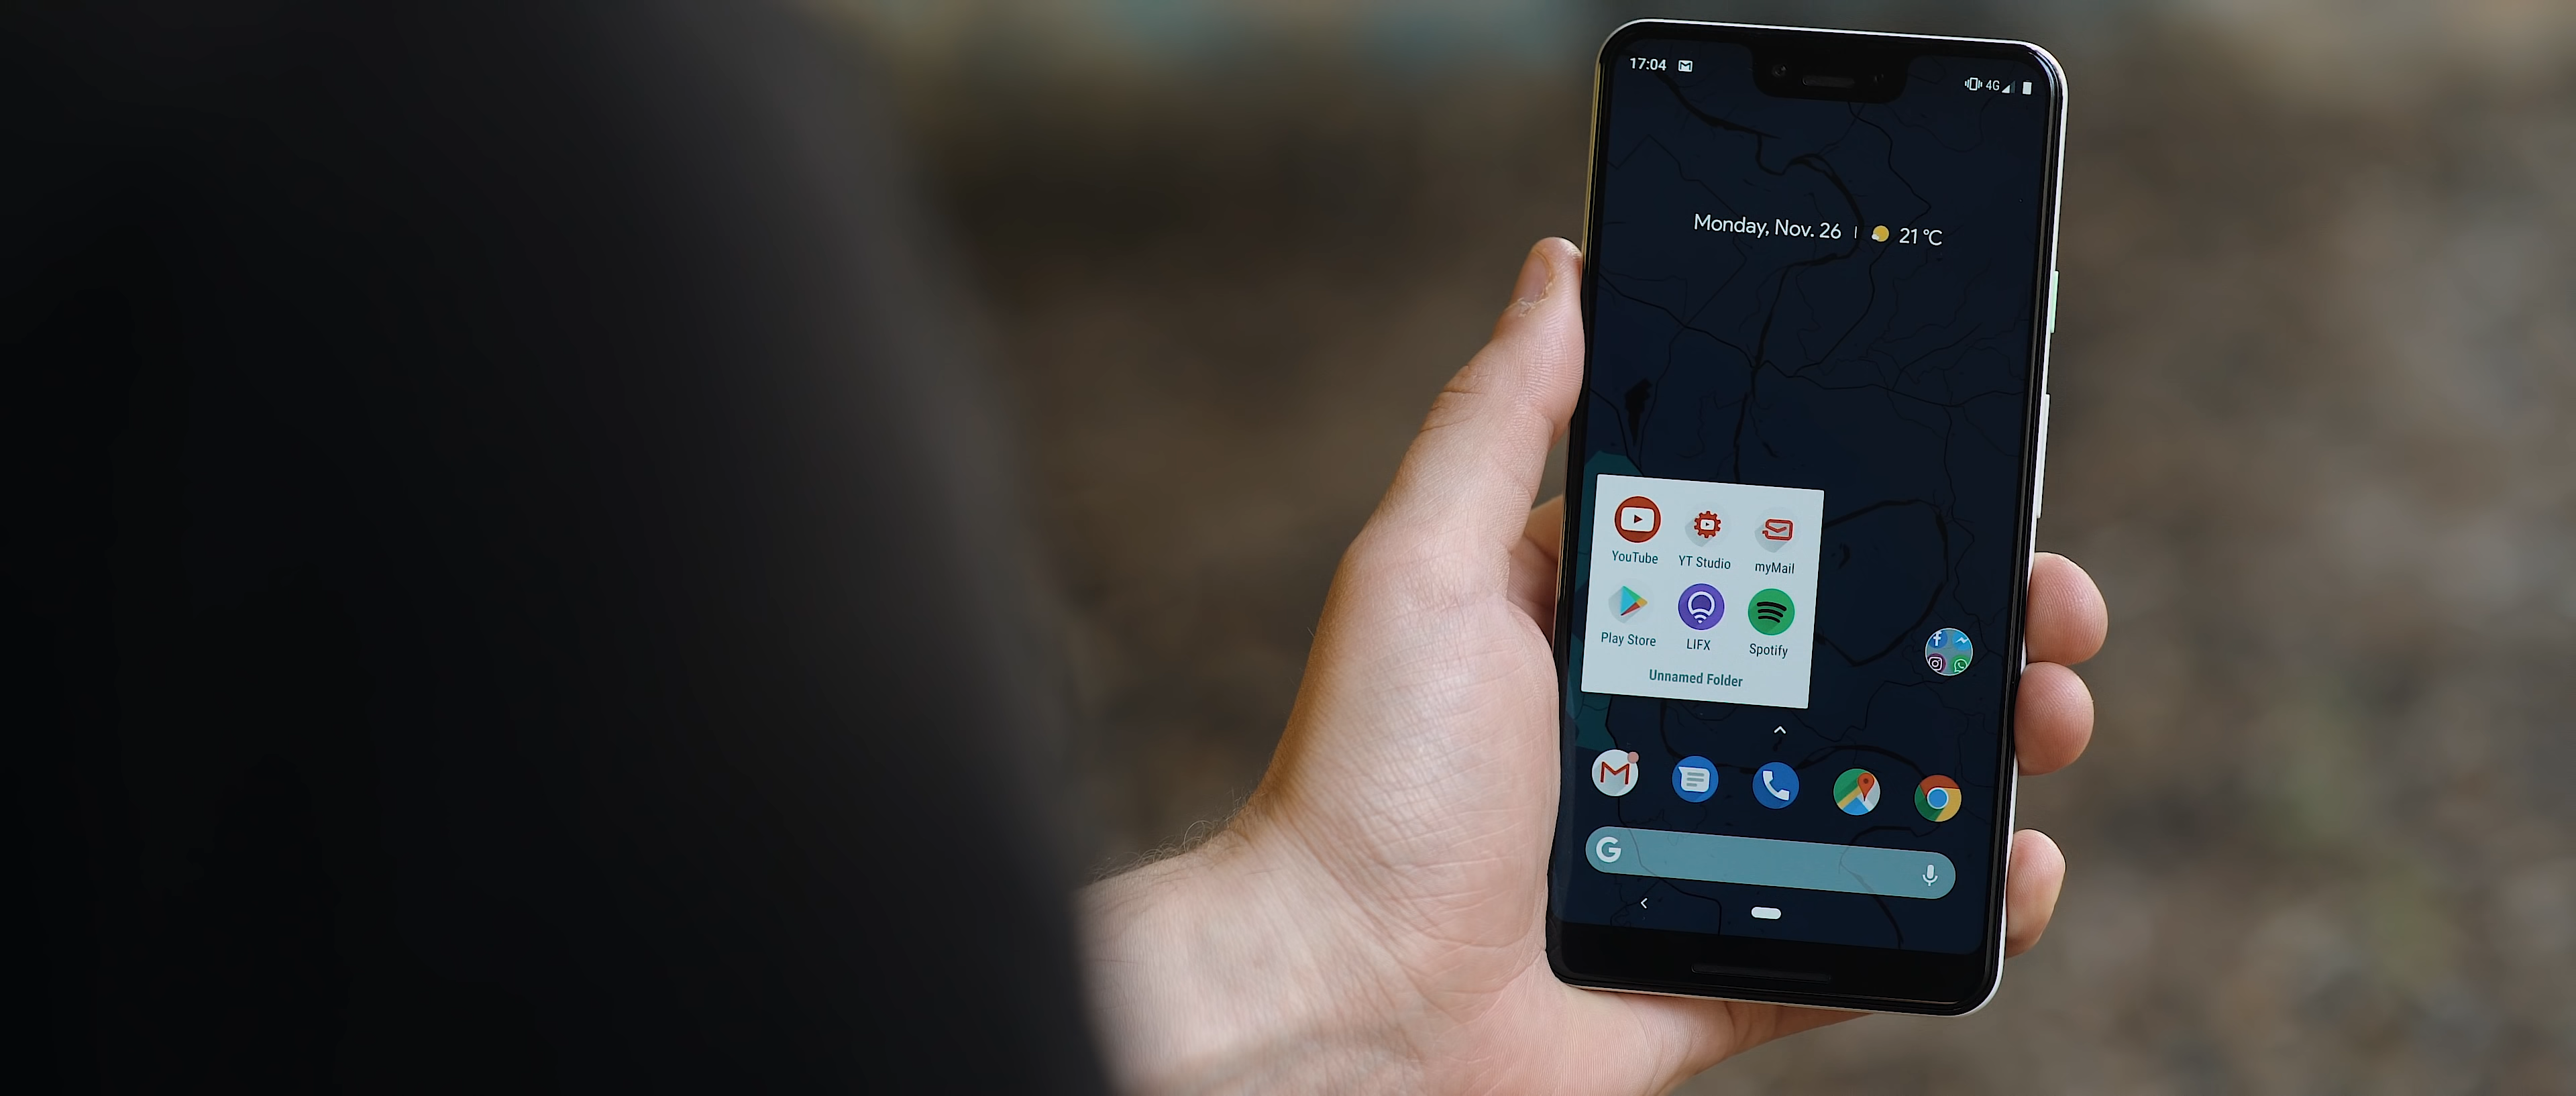 17:04
4G
Monday, Nov. 26 | 21 °C
YouTube YT Studio myMail
Play Store LIFX Spotify
Unnamed Folder
G